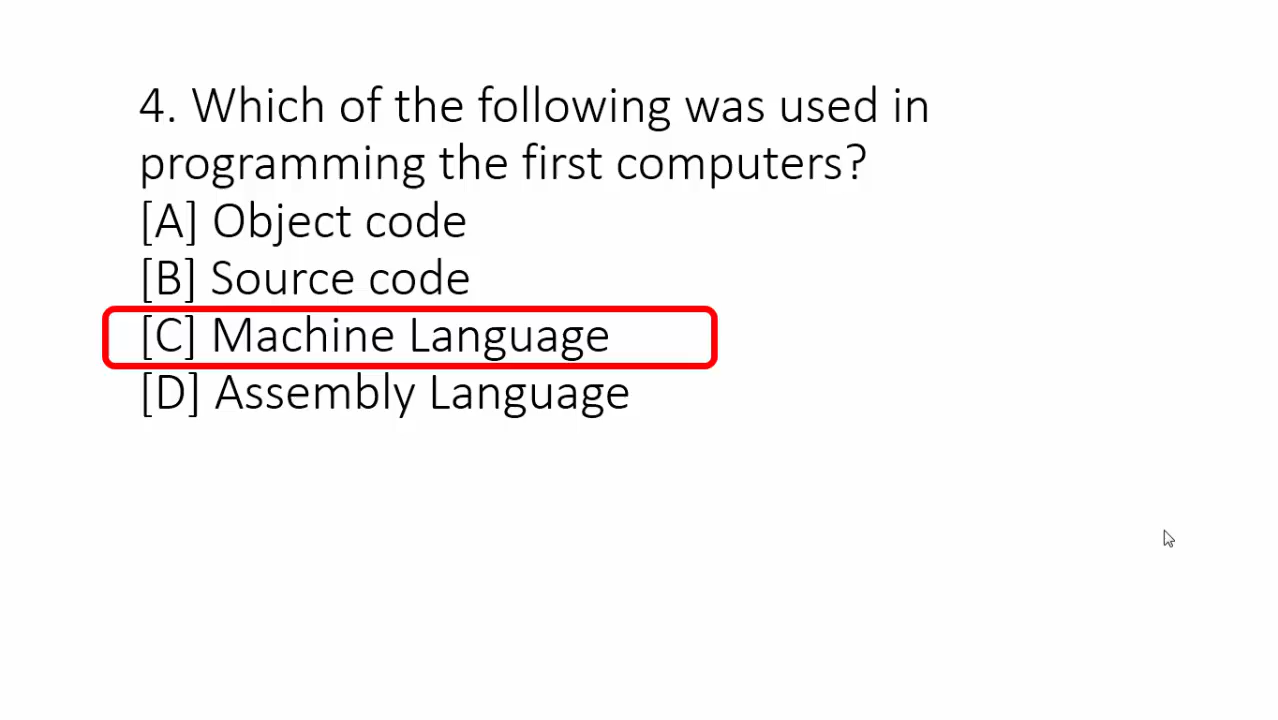 4. Which of the following was used in
programming the first computers?
[A] Object code
[B] Source code
[C] Machine Language
[D] Assembly Language